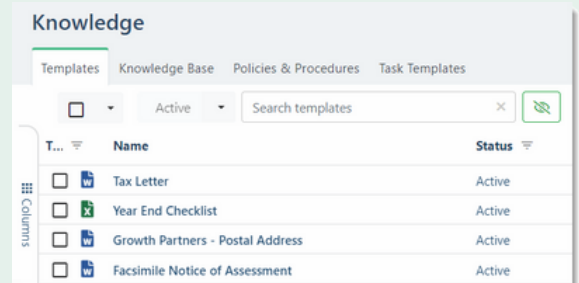 Knowledge
Templates Knowledge Base Policies & Procedures Task Templates
Active Search templates
T... Name Status
Columns
Tax Letter Active
Year End Checklist Active
Growth Partners - Postal Address Active
Facsimile Notice of Assessment Active